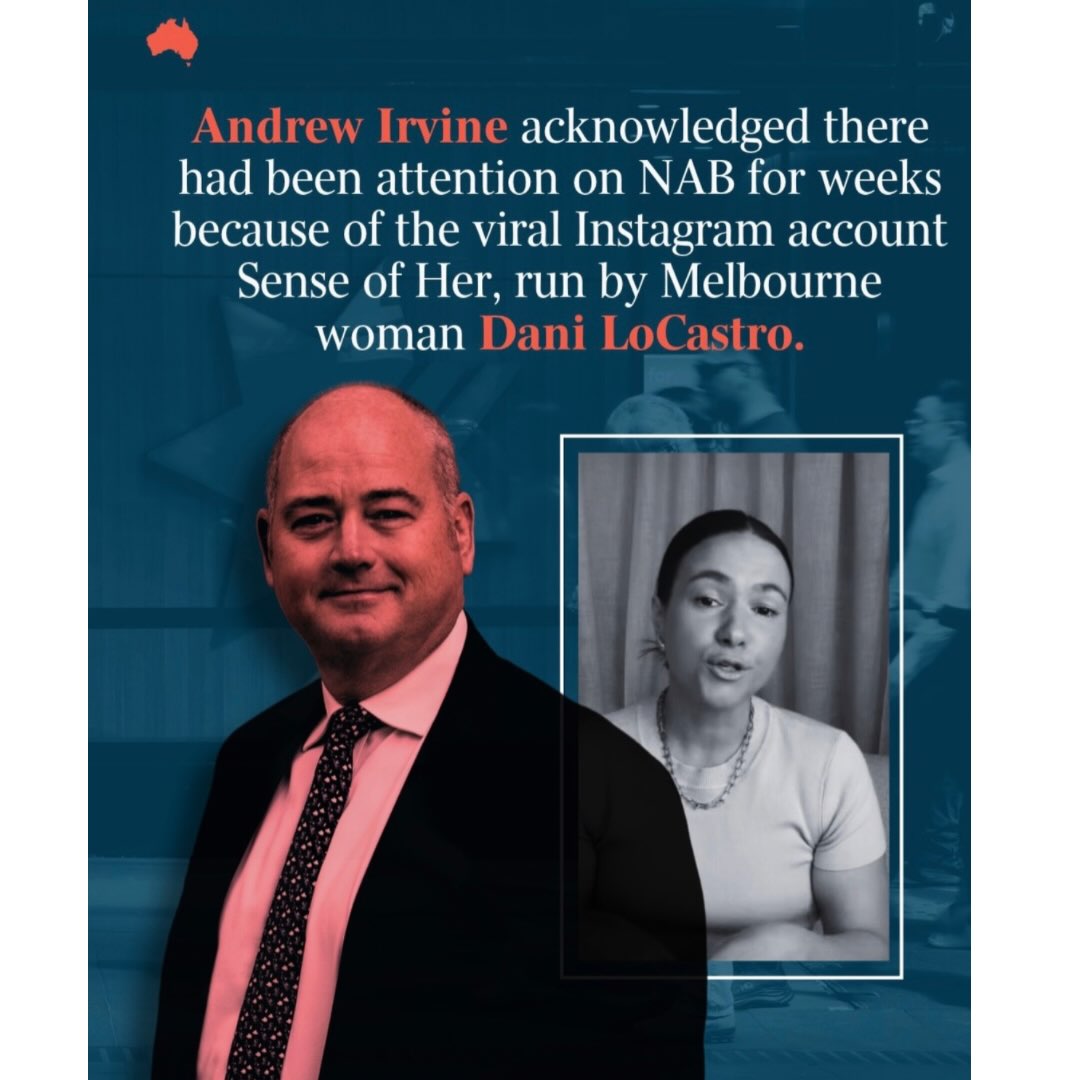 Andrew Irvine acknowledged there
had been attention on NAB for weeks
because of the viral Instagram account
Sense of Her, run by Melbourne
woman Dani LoCastro.